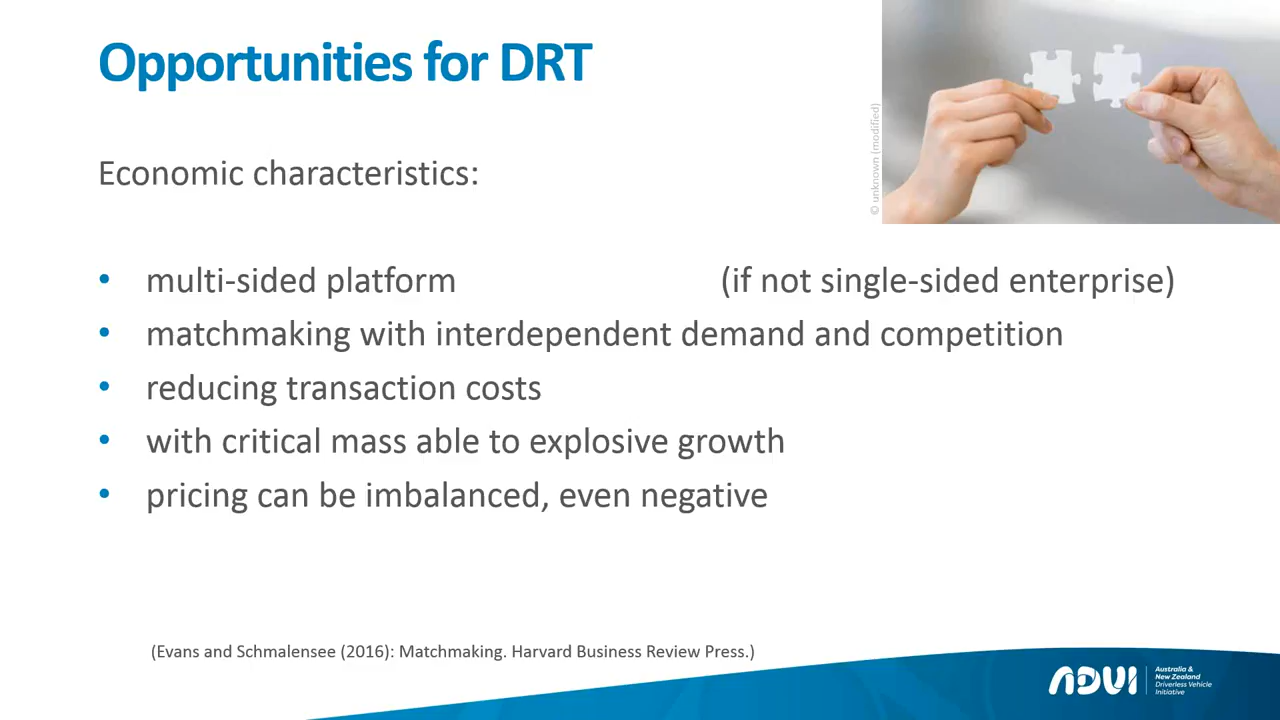 Opportunities for DRT
© unknown (modified)
Economic characteristics:
• multi-sided platform (if not single-sided enterprise)
• matchmaking with interdependent demand and competition
• reducing transaction costs
• with critical mass able to explosive growth
• pricing can be imbalanced, even negative
(Evans and Schmalensee (2016): Matchmaking. Harvard Business Review Press.)
ADVI
Australia &
New Zealand
Driverless Vehicle
Initiative